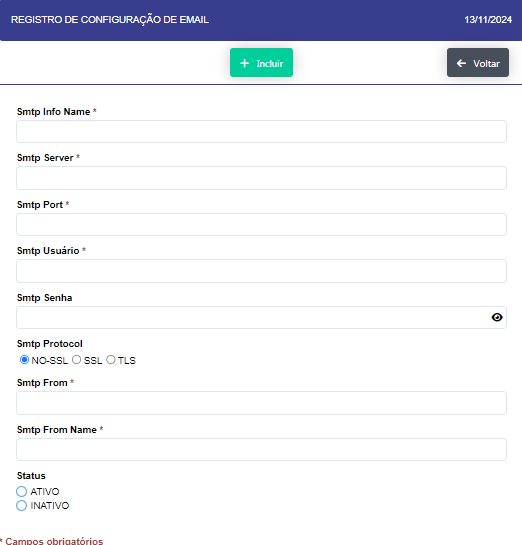 REGISTRO DE CONFIGURAÇÃO DE EMAIL 13/11/2024
+ Incluir ← Voltar
Smtp Info Name *
Smtp Server *
Smtp Port *
Smtp Usuário *
Smtp Senha
Smtp Protocol
NO-SSL SSL TLS
Smtp From *
Smtp From Name *
Status
ATIVO
INATIVO
* Campos obrigatórios